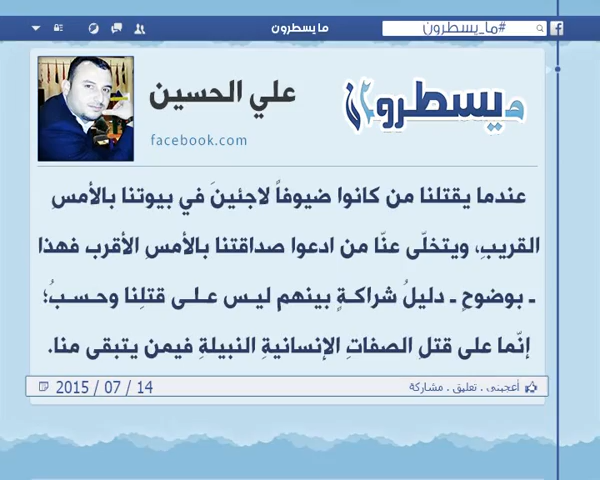 ما يسطرون
#ما_يسطرون
علي الحسين
ما يسطرون
facebook.com
عندما يقتلنا من كانوا ضيوفاً لاجئينَ في بيوتنا بالأمسِ
القريبِ، ويتخلّى عنّا من ادعوا صداقتنا بالأمسِ الأقرب فهذا
ـ بوضوحٍ ـ دليلُ شراكةٍ بينهم ليس على قتلِنا وحسبُ؛
إنّما على قتلِ الصفاتِ الإنسانيةِ النبيلةِ فيمن يتبقى منا.
أعجبني . تعليق . مشاركة
2015 / 07 / 14